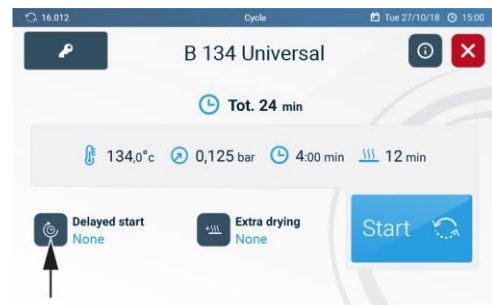 16.012 Cycle Tue 27/10/18 15:00
B 134 Universal
Tot. 24 min
134,0°c 0,125 bar 4:00 min 12 min
Delayed start Extra drying Start
None None